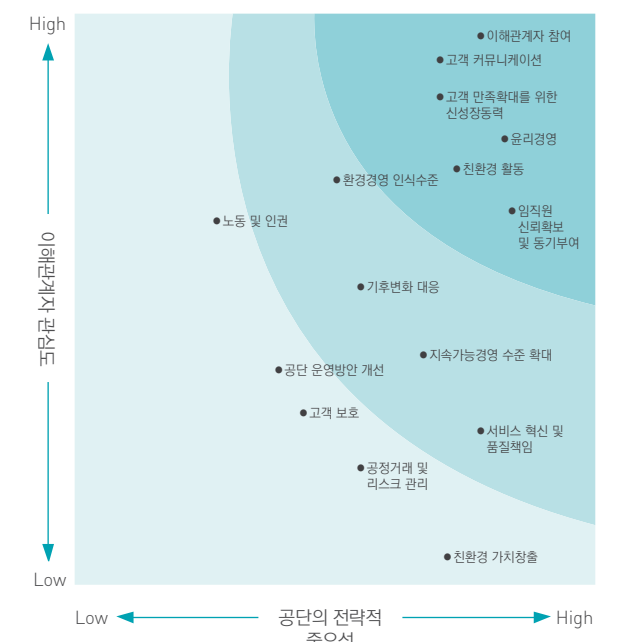 High
이해관계자 참여
고객 커뮤니케이션
고객 만족확대를 위한
신성장동력
윤리경영
친환경 활동
환경경영 인식수준
임직원
신뢰확보
및 동기부여
노동 및 인권
이해관계자 관심도
기후변화 대응
지속가능경영 수준 확대
공단 운영방안 개선
고객 보호
서비스 혁신 및
품질책임
공정거래 및
리스크 관리
친환경 가치창출
Low
Low
공단의 전략적
중요성
High